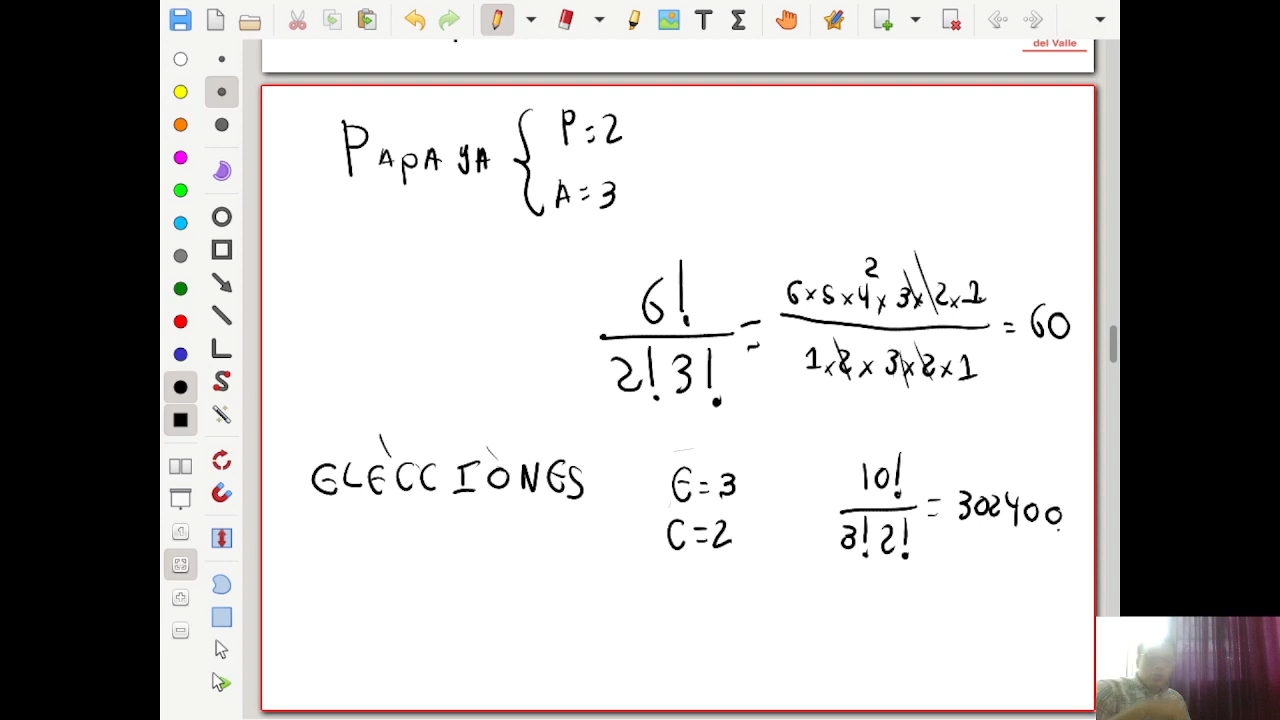 del Valle
PApAyA { P=2
A=3
6! / 2! 3! = 6×5×4×3×2×1 / 1×2×3×2×1 = 60
2
ELECCIONES E=3 10! / 3! 2! = 302400
C=2